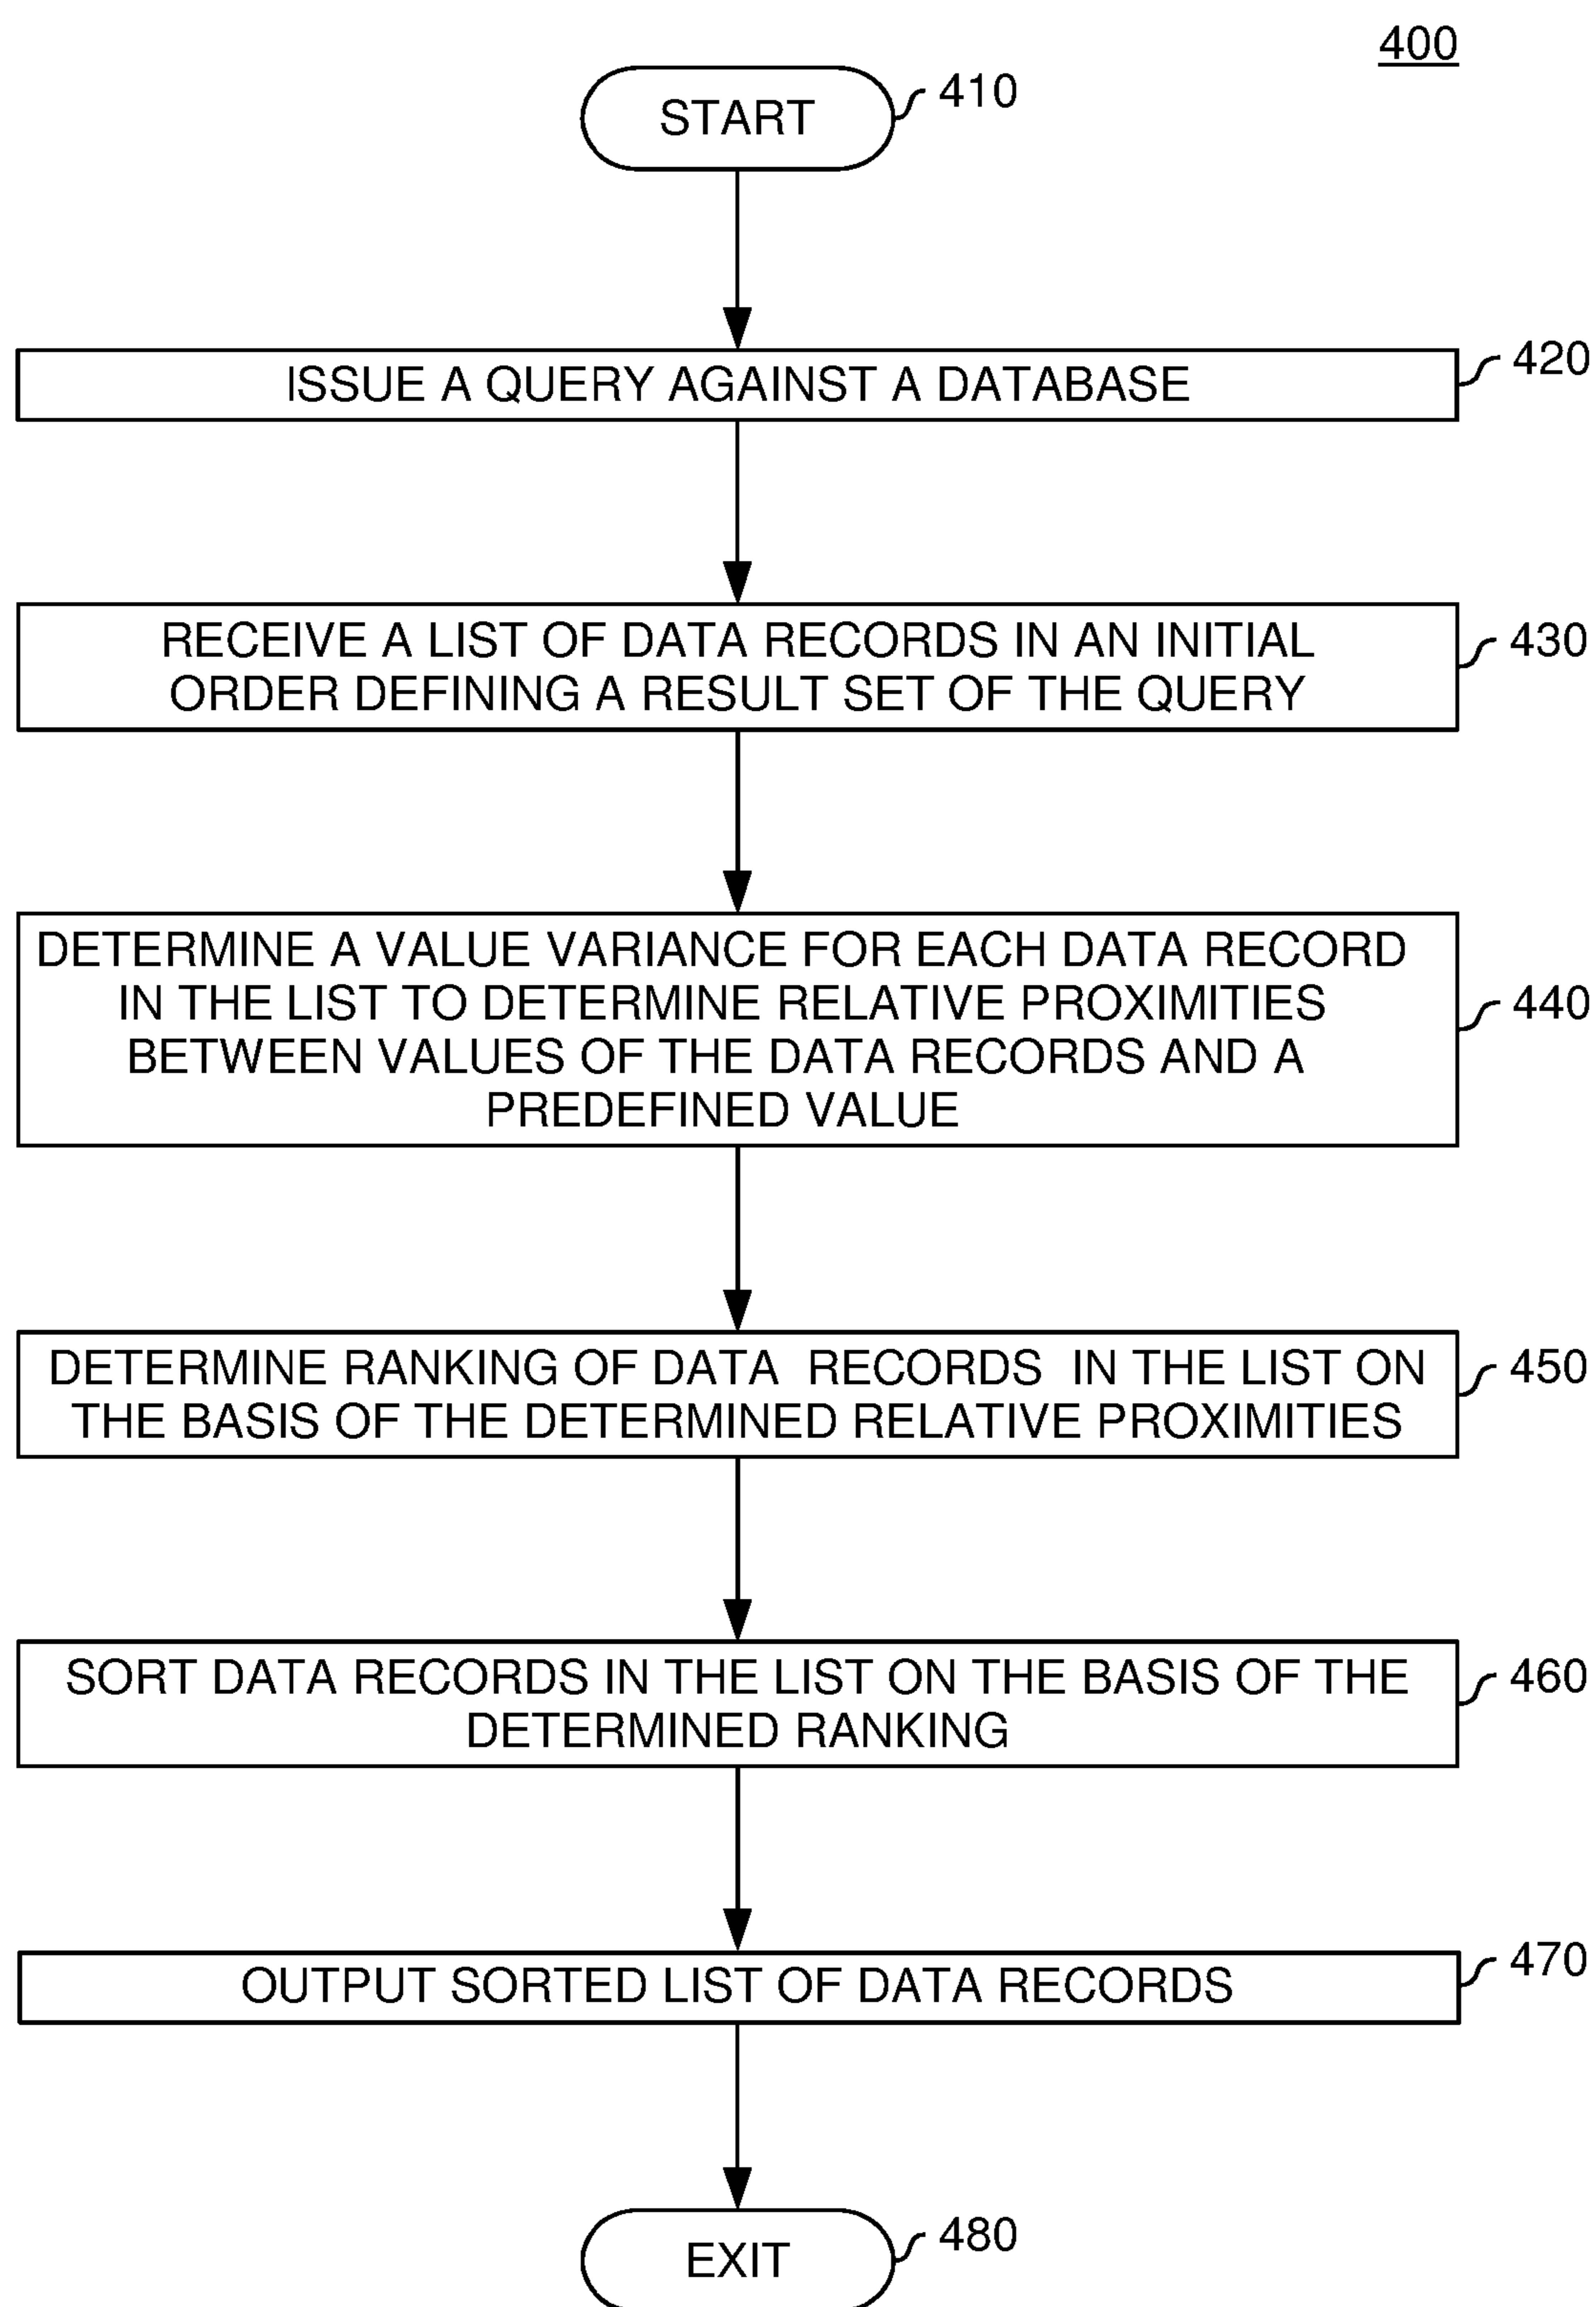 400
START
410
ISSUE A QUERY AGAINST A DATABASE
420
RECEIVE A LIST OF DATA RECORDS IN AN INITIAL
ORDER DEFINING A RESULT SET OF THE QUERY
430
DETERMINE A VALUE VARIANCE FOR EACH DATA RECORD
IN THE LIST TO DETERMINE RELATIVE PROXIMITIES
BETWEEN VALUES OF THE DATA RECORDS AND A
PREDEFINED VALUE
440
DETERMINE RANKING OF DATA RECORDS IN THE LIST ON
THE BASIS OF THE DETERMINED RELATIVE PROXIMITIES
450
SORT DATA RECORDS IN THE LIST ON THE BASIS OF THE
DETERMINED RANKING
460
OUTPUT SORTED LIST OF DATA RECORDS
470
EXIT
480